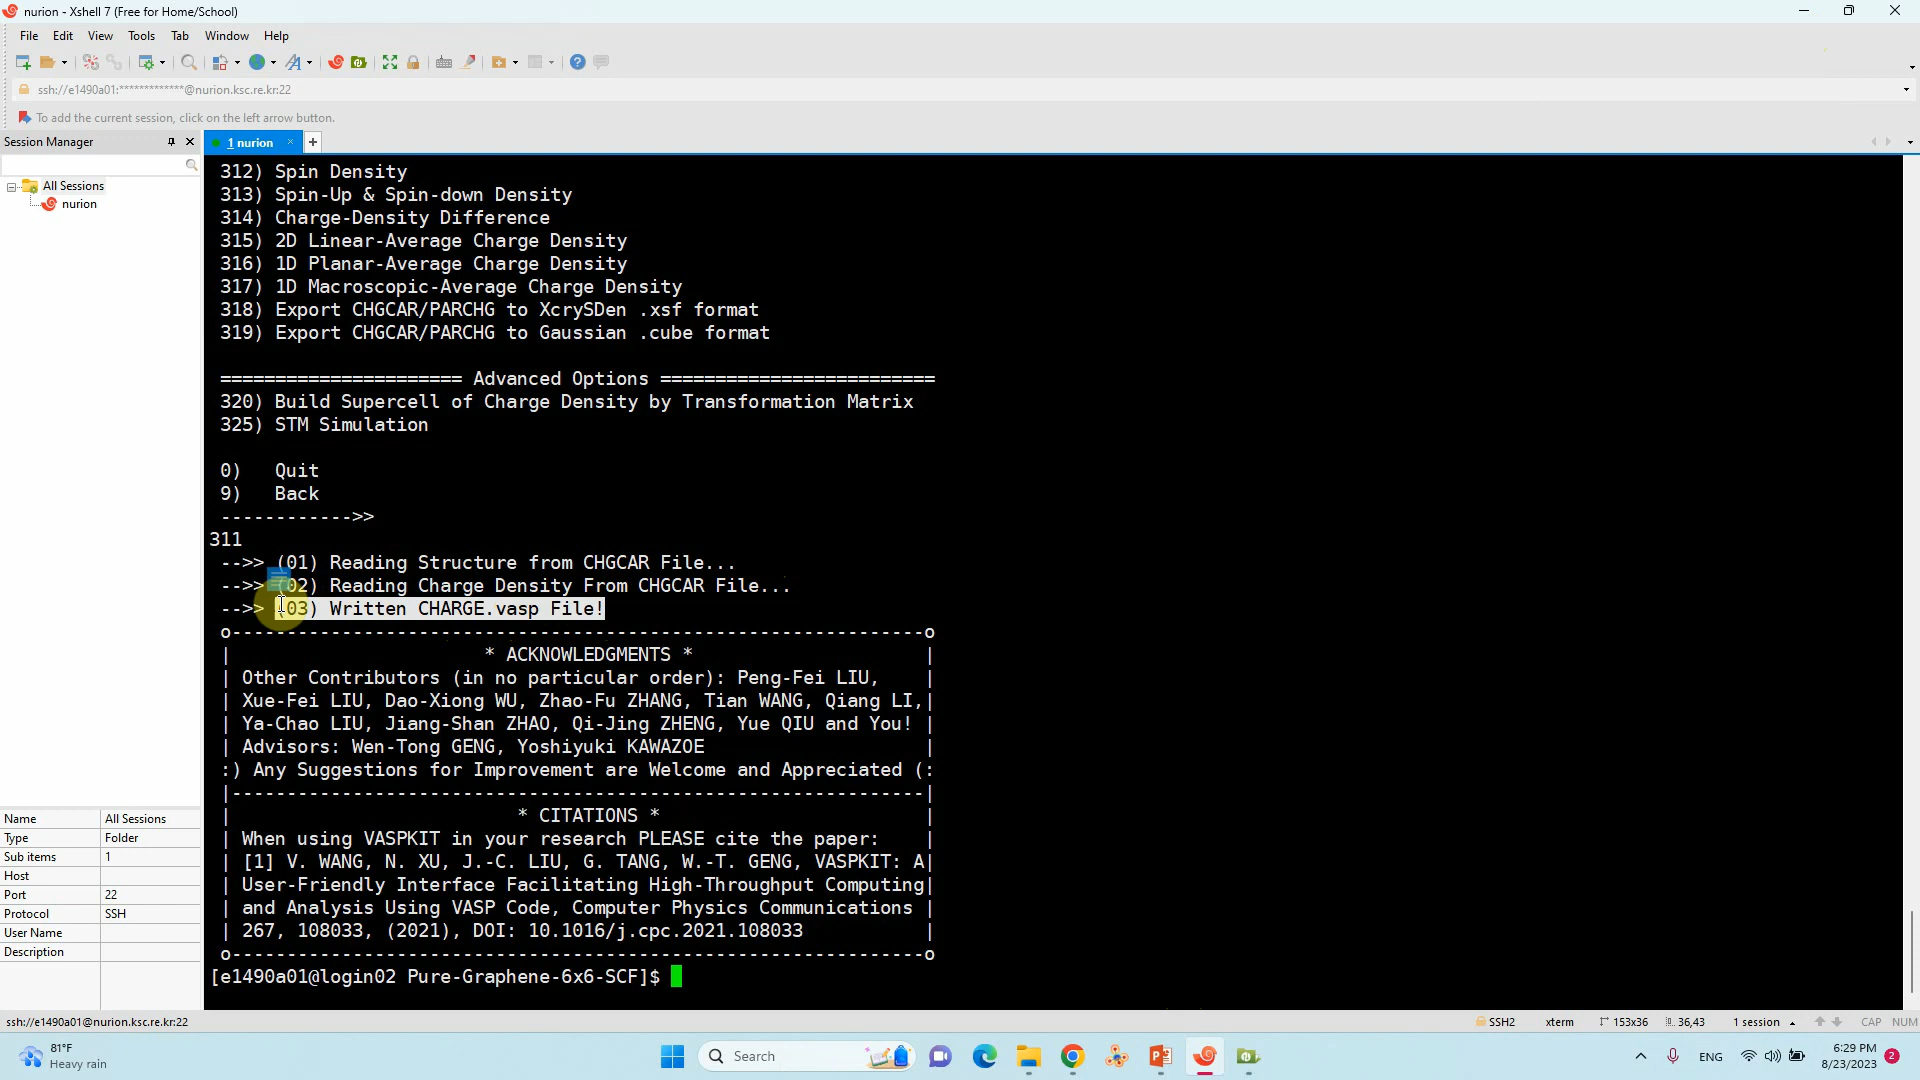 nurion - Xshell 7 (Free for Home/School)
File Edit View Tools Tab Window Help
ssh://e1490a01:*************@nurion.ksc.re.kr:22
To add the current session, click on the left arrow button.
Session Manager
1 nurion
All Sessions
nurion
312) Spin Density
313) Spin-Up & Spin-down Density
314) Charge-Density Difference
315) 2D Linear-Average Charge Density
316) 1D Planar-Average Charge Density
317) 1D Macroscopic-Average Charge Density
318) Export CHGCAR/PARCHG to XcrySDen .xsf format
319) Export CHGCAR/PARCHG to Gaussian .cube format
====================== Advanced Options =========================
320) Build Supercell of Charge Density by Transformation Matrix
325) STM Simulation
0) Quit
9) Back
------------>>
311
-->> (01) Reading Structure from CHGCAR File...
-->> (02) Reading Charge Density From CHGCAR File...
-->> (03) Written CHARGE.vasp File!
o---------------------------------------------------------------o
| * ACKNOWLEDGMENTS * |
| Other Contributors (in no particular order): Peng-Fei LIU, |
| Xue-Fei LIU, Dao-Xiong WU, Zhao-Fu ZHANG, Tian WANG, Qiang LI,|
| Ya-Chao LIU, Jiang-Shan ZHAO, Qi-Jing ZHENG, Yue QIU and You! |
| Advisors: Wen-Tong GENG, Yoshiyuki KAWAZOE |
:) Any Suggestions for Improvement are Welcome and Appreciated (:
|---------------------------------------------------------------|
| * CITATIONS * |
| When using VASPKIT in your research PLEASE cite the paper: |
| [1] V. WANG, N. XU, J.-C. LIU, G. TANG, W.-T. GENG, VASPKIT: A|
| User-Friendly Interface Facilitating High-Throughput Computing|
| and Analysis Using VASP Code, Computer Physics Communications |
| 267, 108033, (2021), DOI: 10.1016/j.cpc.2021.108033 |
o---------------------------------------------------------------o
[e1490a01@login02 Pure-Graphene-6x6-SCF]$
Name All Sessions
Type Folder
Sub items 1
Host
Port 22
Protocol SSH
User Name
Description
ssh://e1490a01@nurion.ksc.re.kr:22
SSH2 xterm 153x36 36,43 1 session CAP NUM
81°F
Heavy rain
Search
ENG
6:29 PM
8/23/2023
2